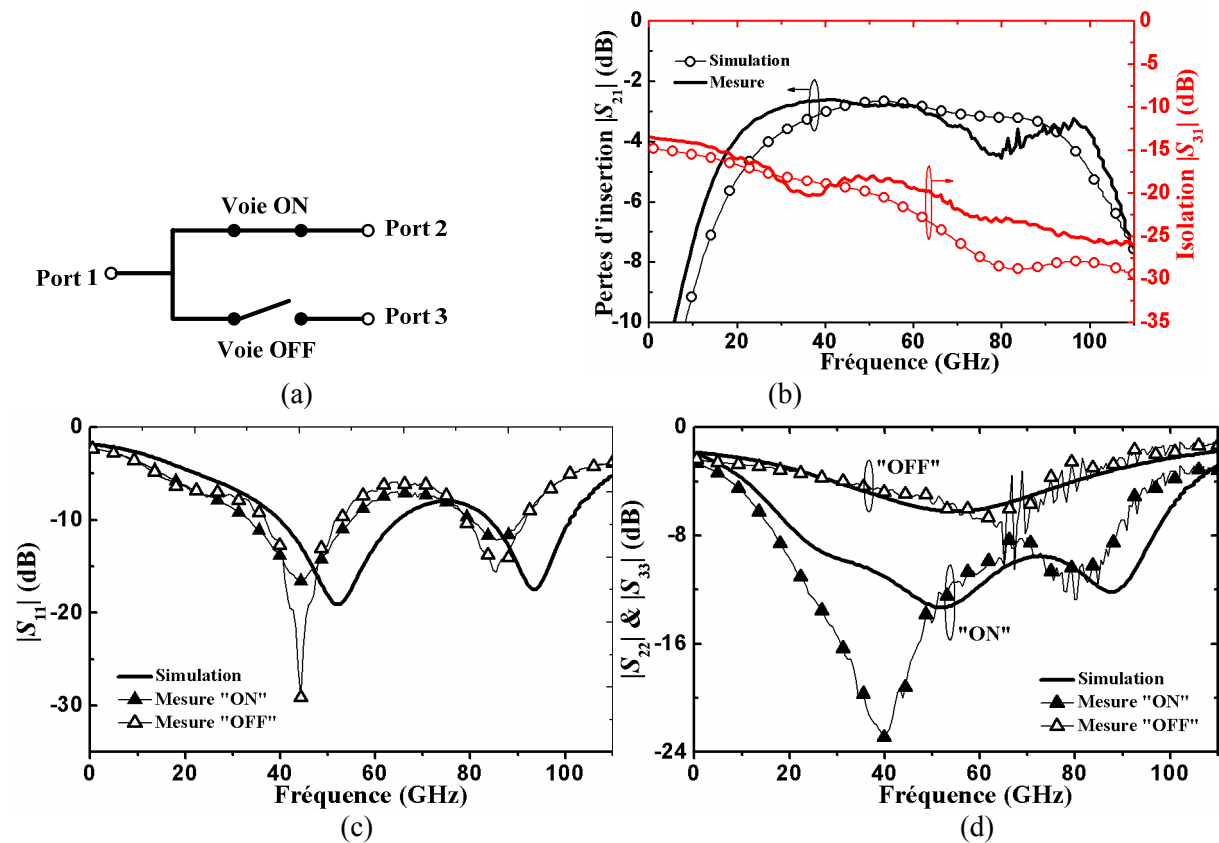 Voie ON
Port 2
Port 1
Port 3
Voie OFF
(a)
Pertes d'insertion |S21| (dB)
0
-2
-4
-6
-8
-10
Simulation
Mesure
0
-5
-10
-15
-20
-25
-30
-35
Isolation |S31| (dB)
0 20 40 60 80 100
Fréquence (GHz)
(b)
|S11| (dB)
0
-10
-20
-30
Simulation
Mesure "ON"
Mesure "OFF"
0 20 40 60 80 100
Fréquence (GHz)
(c)
|S22| & |S33| (dB)
0
-8
-16
-24
"OFF"
"ON"
Simulation
Mesure "ON"
Mesure "OFF"
0 20 40 60 80 100
Fréquence (GHz)
(d)